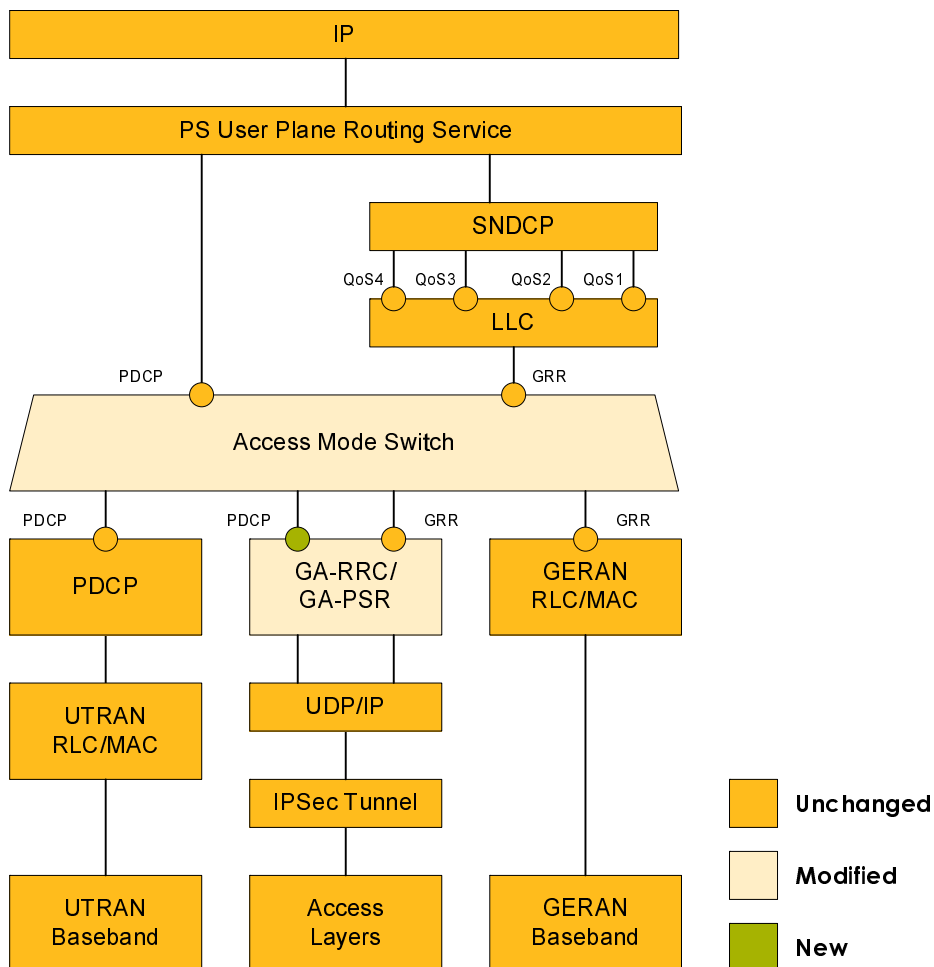 IP
PS User Plane Routing Service
SNDCP
QoS4 QoS3 QoS2 QoS1
LLC
PDCP GRR
Access Mode Switch
PDCP PDCP GRR GRR
PDCP
GA-RRC/
GA-PSR
GERAN
RLC/MAC
UTRAN
RLC/MAC
UDP/IP
IPSec Tunnel
UTRAN
Baseband
Access
Layers
GERAN
Baseband
Unchanged
Modified
New